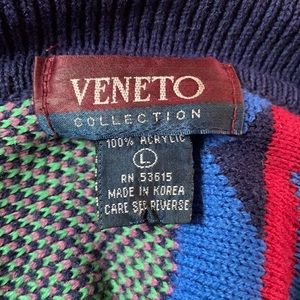 VENETO
COLLECTION
100% ACRYLIC
L
RN 53615
MADE IN KOREA
CARE SEE REVERSE